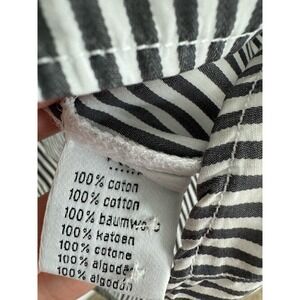 100% coton
100% cotton
100% baumwolle
100% katoen
100% cotone
100% algodão
100% algodón